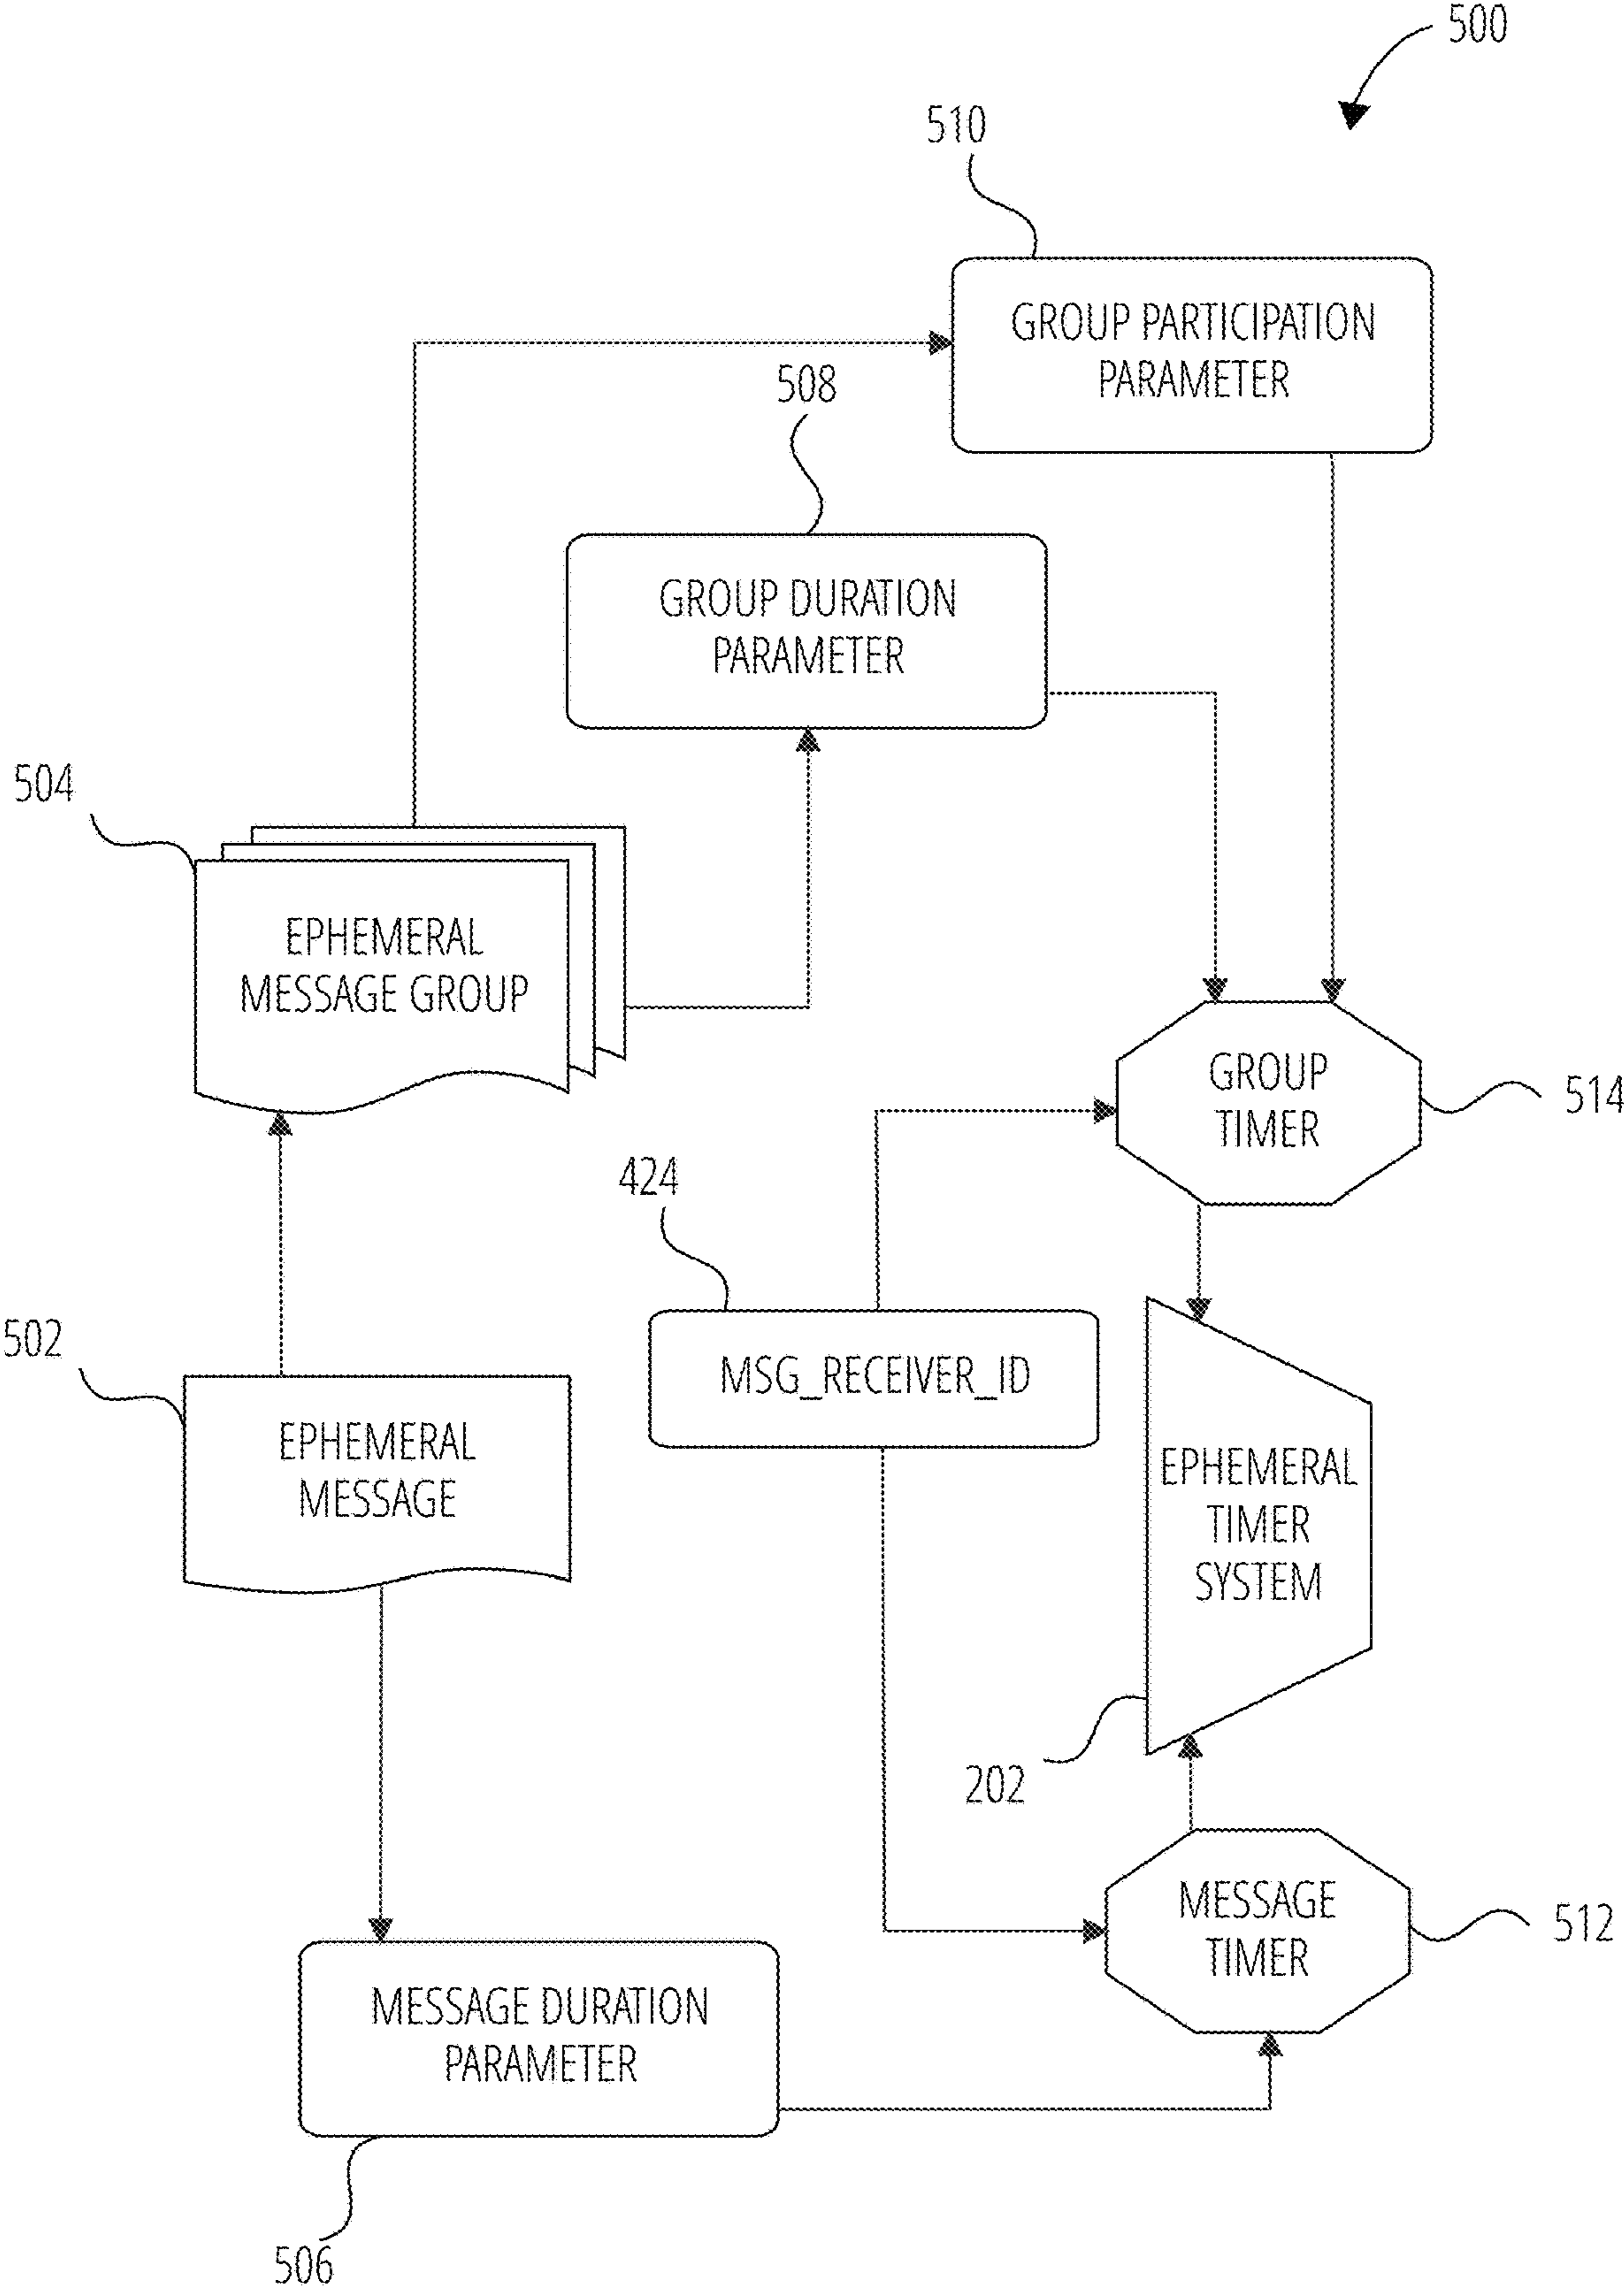 500
510
GROUP PARTICIPATION
PARAMETER
508
GROUP DURATION
PARAMETER
504
EPHEMERAL
MESSAGE GROUP
GROUP
TIMER
514
424
MSG_RECEIVER_ID
502
EPHEMERAL
MESSAGE
EPHEMERAL
TIMER
SYSTEM
202
MESSAGE
TIMER
512
MESSAGE DURATION
PARAMETER
506